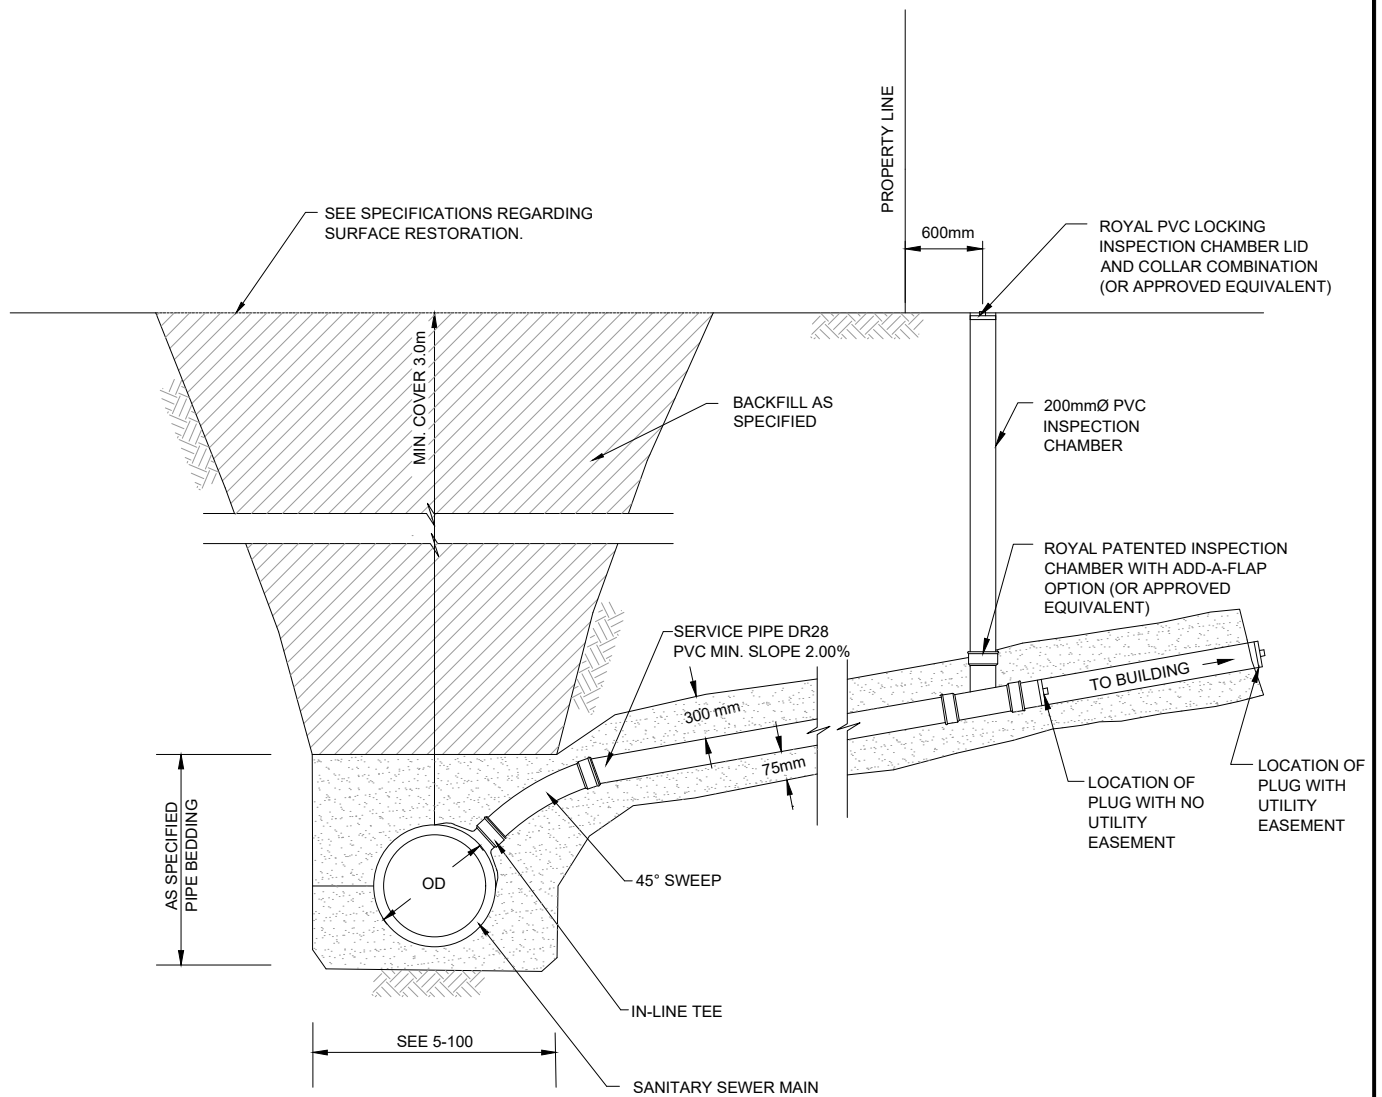 PROPERTY LINE
SEE SPECIFICATIONS REGARDING
SURFACE RESTORATION.
600mm
ROYAL PVC LOCKING
INSPECTION CHAMBER LID
AND COLLAR COMBINATION
(OR APPROVED EQUIVALENT)
MIN. COVER 3.0m
BACKFILL AS
SPECIFIED
200mmØ PVC
INSPECTION
CHAMBER
ROYAL PATENTED INSPECTION
CHAMBER WITH ADD-A-FLAP
OPTION (OR APPROVED
EQUIVALENT)
SERVICE PIPE DR28
PVC MIN. SLOPE 2.00%
TO BUILDING
300 mm
75mm
LOCATION OF
PLUG WITH NO
UTILITY
EASEMENT
LOCATION OF
PLUG WITH
UTILITY
EASEMENT
AS SPECIFIED
PIPE BEDDING
OD
45° SWEEP
IN-LINE TEE
SEE 5-100
SANITARY SEWER MAIN